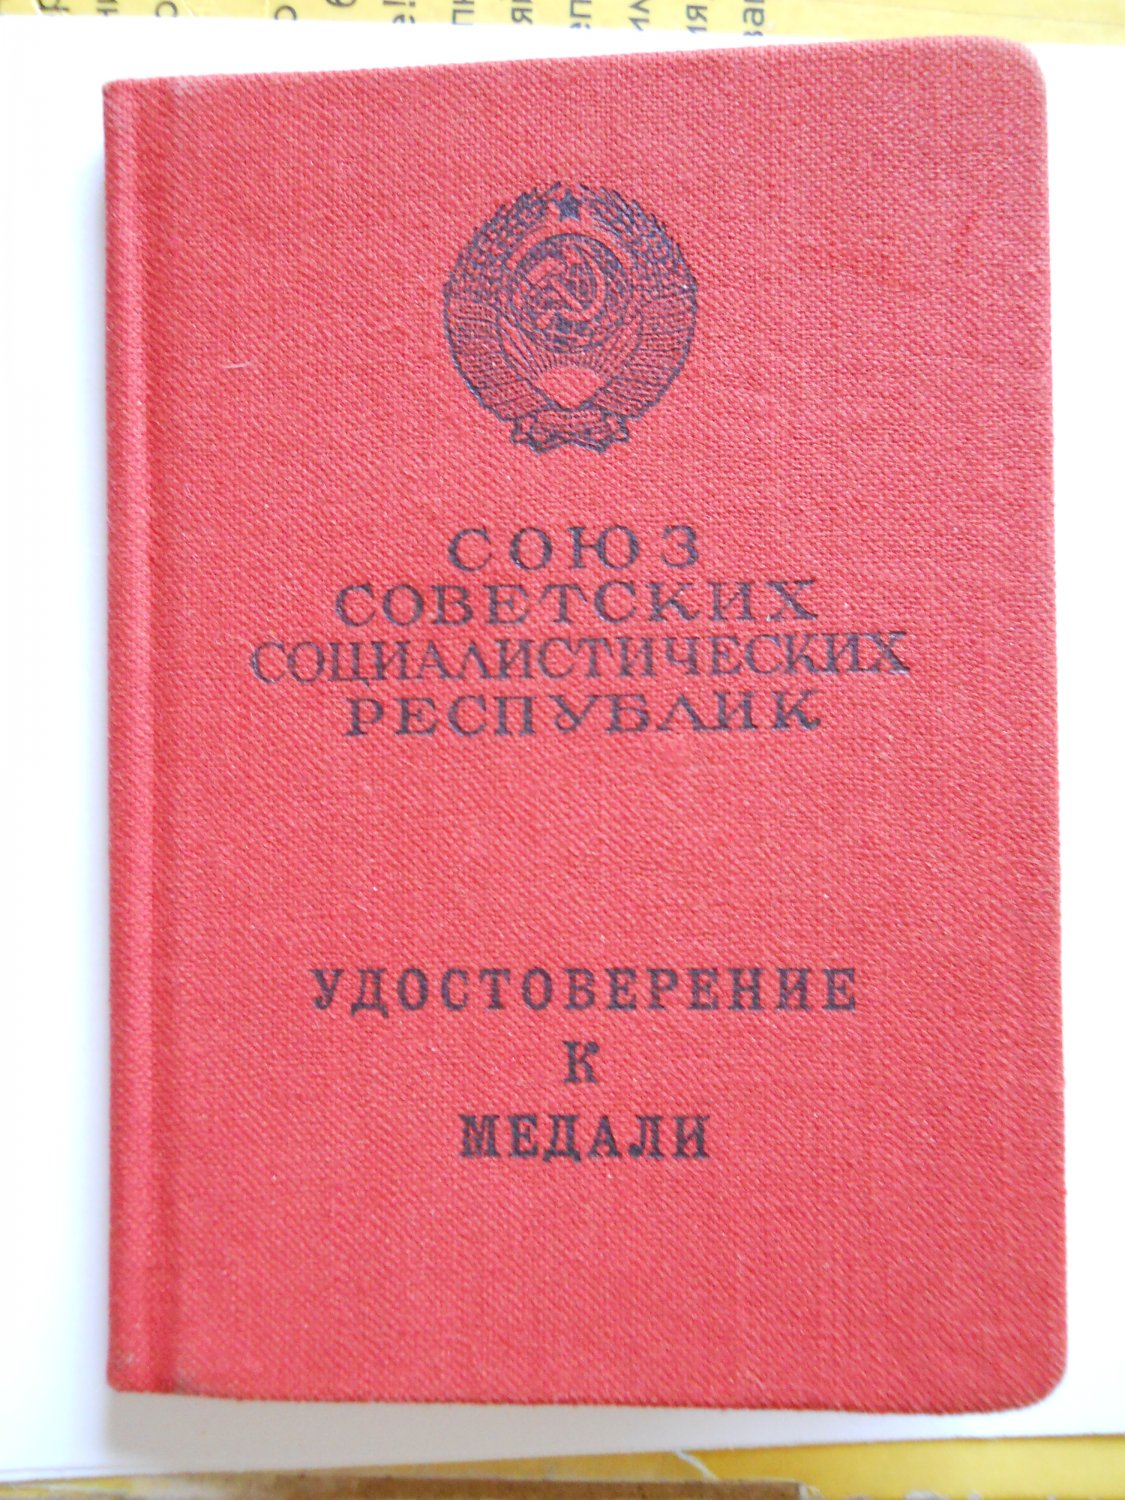 СОЮЗ
СОВЕТСКИХ
СОЦИАЛИСТИЧЕСКИХ
РЕСПУБЛИК
УДОСТОВЕРЕНИЕ
К
МЕДАЛИ